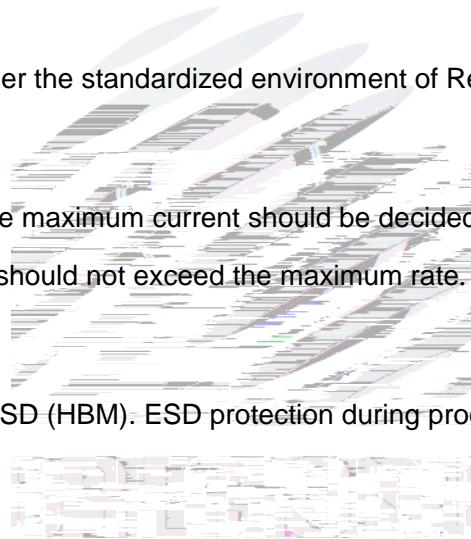 er the standardized environment of Re
e maximum current should be decided
should not exceed the maximum rate.
SD (HBM). ESD protection during pro